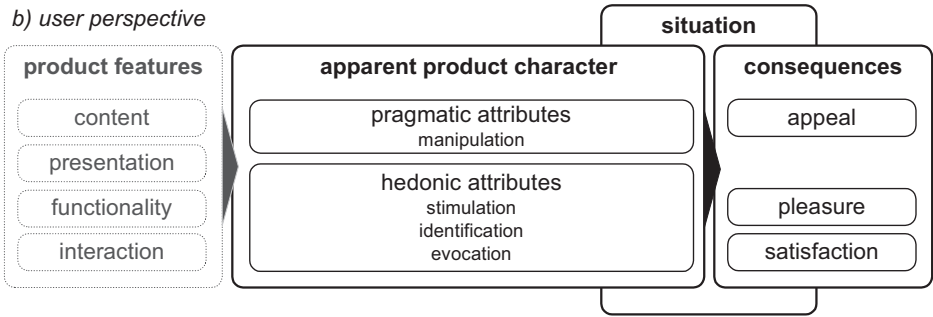 b) user perspective
situation
product features
content
presentation
functionality
interaction
apparent product character
pragmatic attributes
manipulation
hedonic attributes
stimulation
identification
evocation
consequences
appeal
pleasure
satisfaction